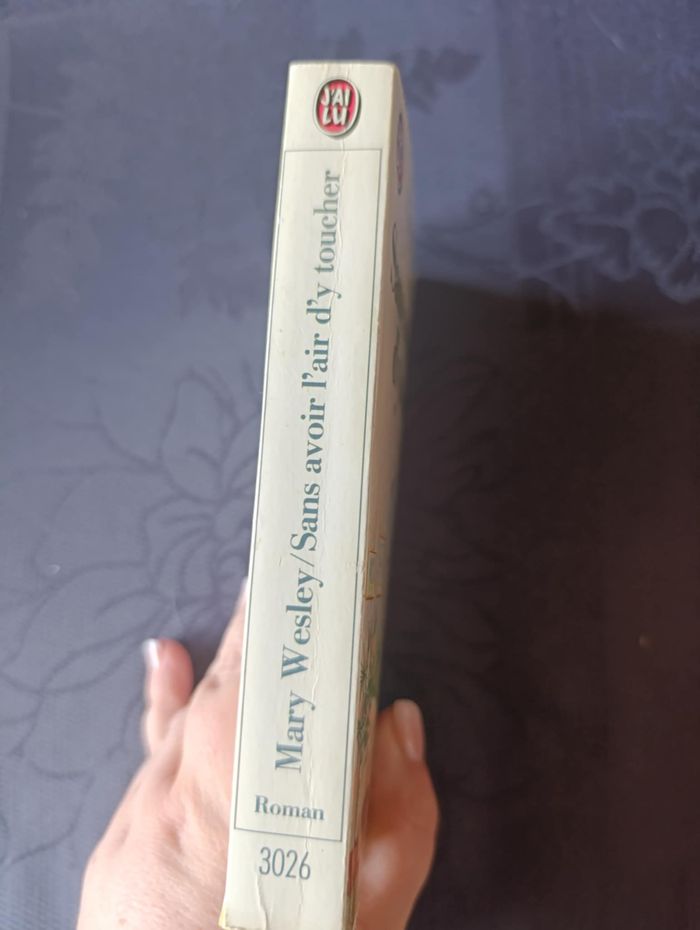 J'AI
LU
Mary Wesley/Sans avoir l'air d'y toucher
Roman
3026